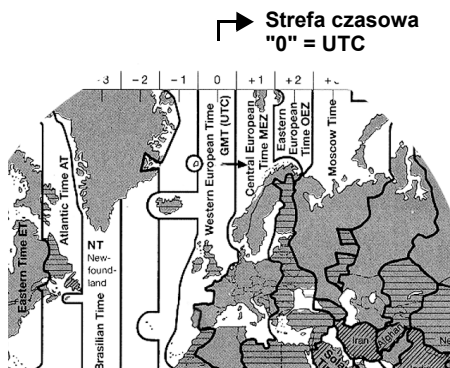 Strefa czasowa
"0" = UTC
- 3
- 2
- 1
0
+ 1
+ 2
Eastern Time ET
Atlantic Time AT
NT
New-
found-
land
Brasilian Time
Western European Time
GMT (UTC)
Central European
Time MEZ
Eastern
European
Time OEZ
Moscow Time
Iran
Afghan